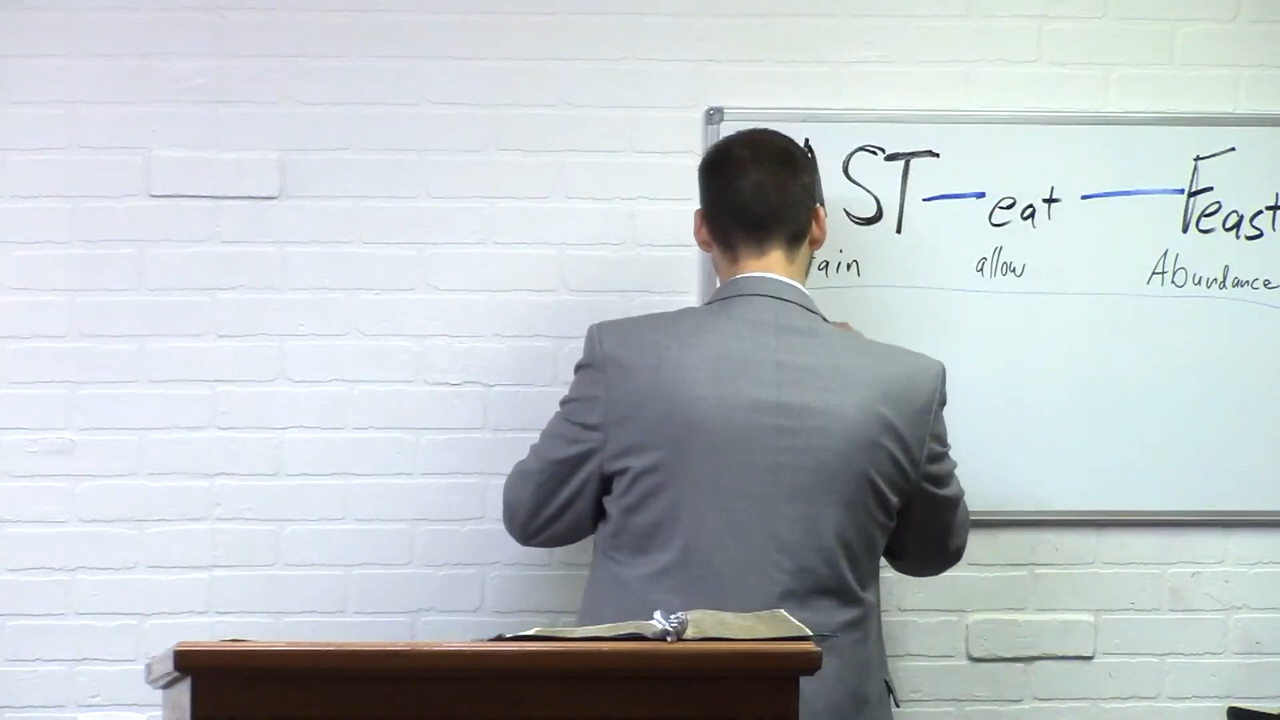 ST — eat — Feast
allow Abundance